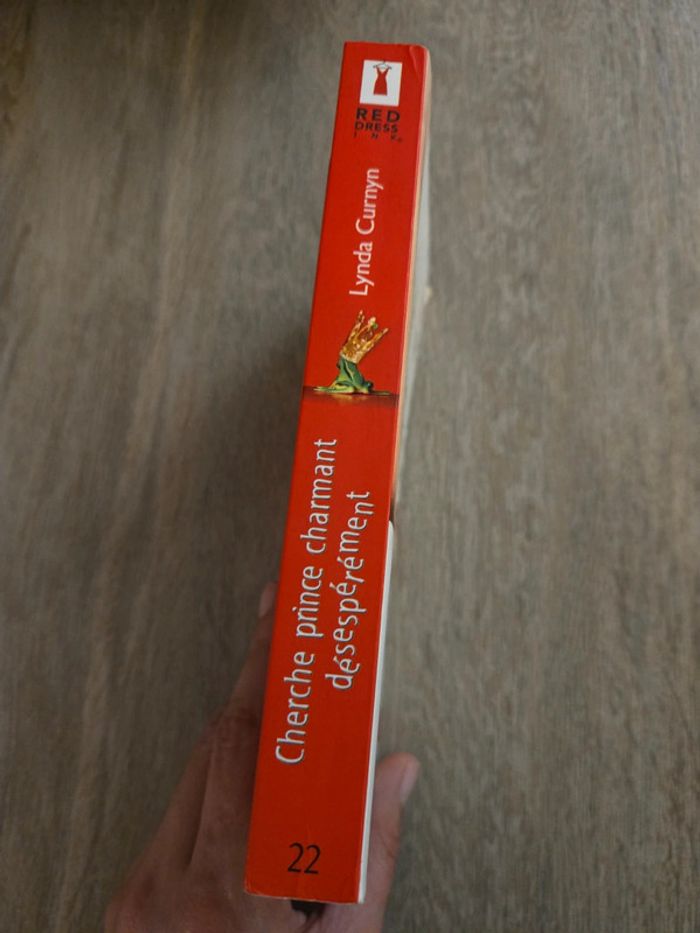 RED
DRESS
INK®
Lynda Curnyn
Cherche prince charmant
désespérément
22